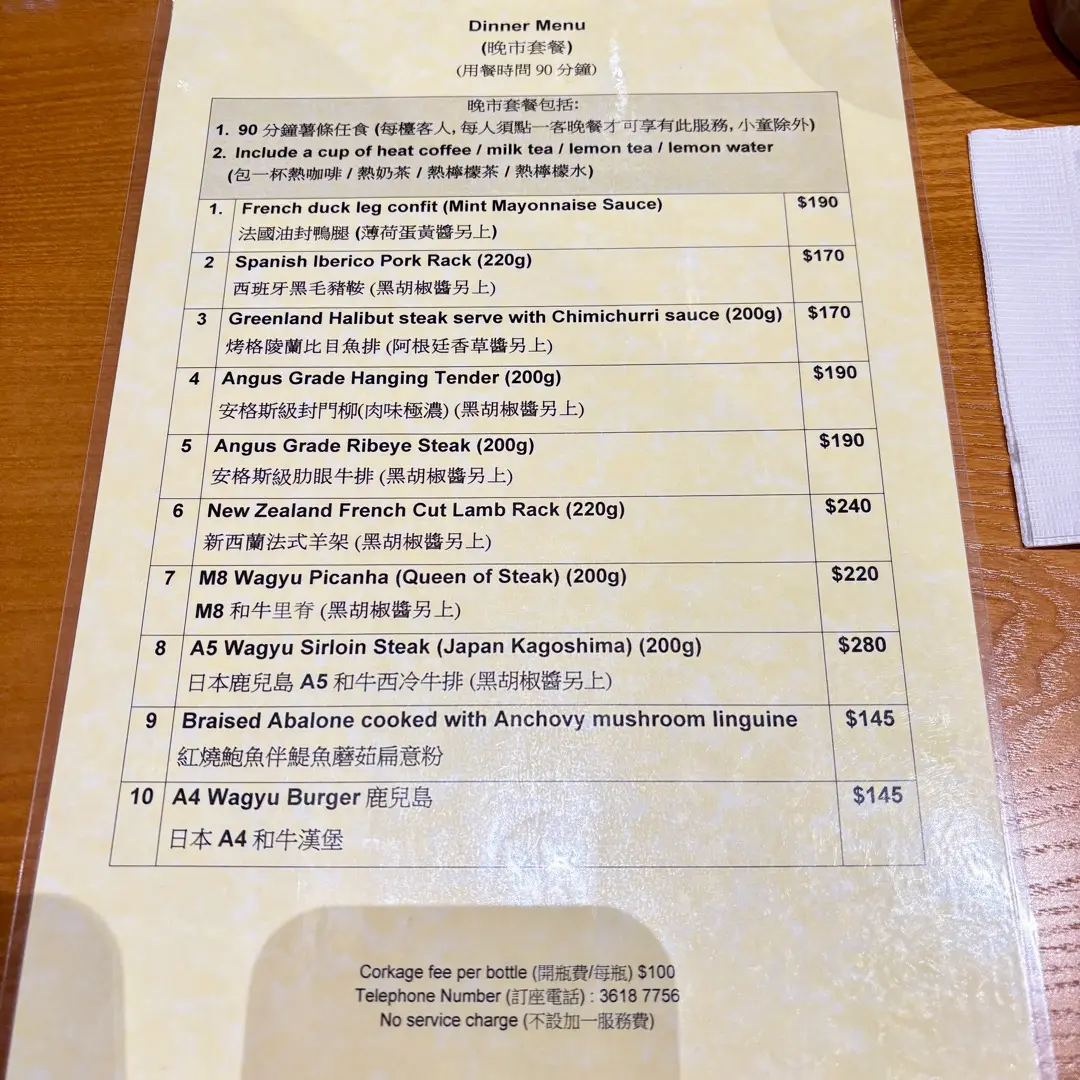 Dinner Menu
(晚市套餐)
(用餐時間 90 分鐘)
晚市套餐包括:
1. 90 分鐘薯條任食 (每檯客人, 每人須點一客晚餐才可享有此服務, 小童除外)
2. Include a cup of heat coffee / milk tea / lemon tea / lemon water
(包一杯熱咖啡 / 熱奶茶 / 熱檸檬茶 / 熱檸檬水)
1. French duck leg confit (Mint Mayonnaise Sauce) $190
法國油封鴨腿 (薄荷蛋黃醬另上)
2 Spanish Iberico Pork Rack (220g) $170
西班牙黑毛豬鞍 (黑胡椒醬另上)
3 Greenland Halibut steak serve with Chimichurri sauce (200g) $170
烤格陵蘭比目魚排 (阿根廷香草醬另上)
4 Angus Grade Hanging Tender (200g) $190
安格斯級封門柳(肉味極濃) (黑胡椒醬另上)
5 Angus Grade Ribeye Steak (200g) $190
安格斯級肋眼牛排 (黑胡椒醬另上)
6 New Zealand French Cut Lamb Rack (220g) $240
新西蘭法式羊架 (黑胡椒醬另上)
7 M8 Wagyu Picanha (Queen of Steak) (200g) $220
M8 和牛里脊 (黑胡椒醬另上)
8 A5 Wagyu Sirloin Steak (Japan Kagoshima) (200g) $280
日本鹿兒島 A5 和牛西冷牛排 (黑胡椒醬另上)
9 Braised Abalone cooked with Anchovy mushroom linguine $145
紅燒鮑魚伴鯷魚蘑茹扁意粉
10 A4 Wagyu Burger 鹿兒島 $145
日本 A4 和牛漢堡
Corkage fee per bottle (開瓶費/每瓶) $100
Telephone Number (訂座電話) : 3618 7756
No service charge (不設加一服務費)